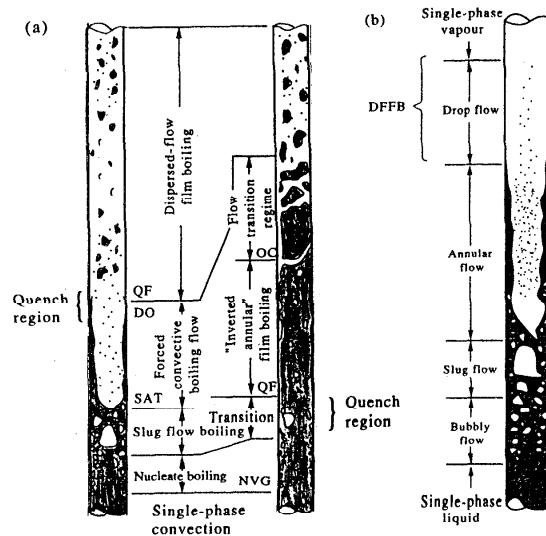 (a)
Dispersed-flow
film boiling
Quench
region
QF
DO
Forced
convective
boiling flow
SAT
Slug flow boiling
Nucleate boiling
Single-phase
convection
Flow
transition
regime
OC
"Inverted
annular"
film boiling
QF
Transition
NVG
Quench
region
(b)
Single-phase
vapour
DFFB
Drop flow
Annular
flow
Slug flow
Bubbly
flow
Single-phase
liquid